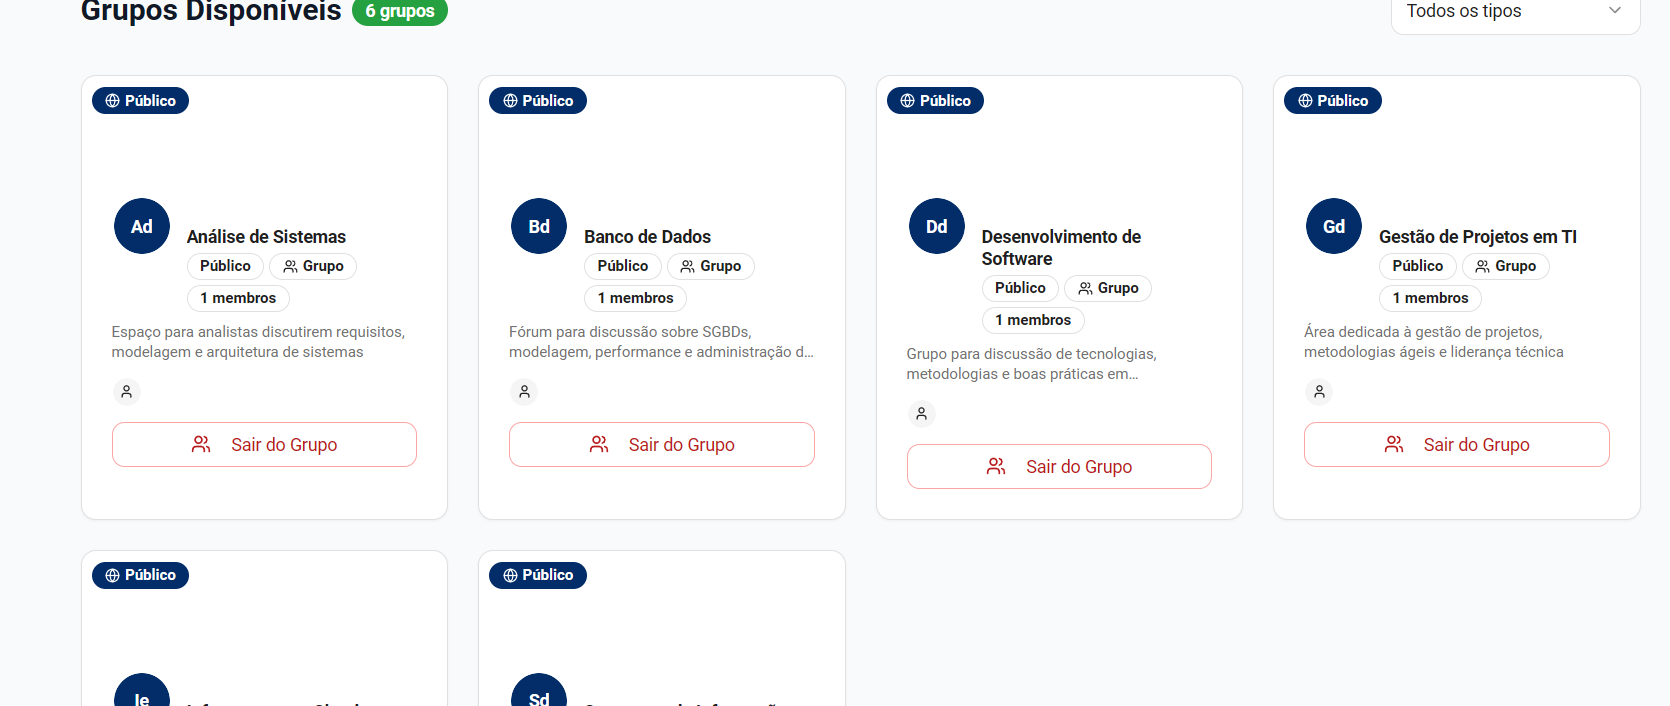 Grupos Disponíveis
6 grupos
Todos os tipos
Público
Ad
Análise de Sistemas
Público
Grupo
1 membros
Espaço para analistas discutirem requisitos,
modelagem e arquitetura de sistemas
Sair do Grupo
Público
Bd
Banco de Dados
Público
Grupo
1 membros
Fórum para discussão sobre SGBDs,
modelagem, performance e administração d...
Sair do Grupo
Público
Dd
Desenvolvimento de
Software
Público
Grupo
1 membros
Grupo para discussão de tecnologias,
metodologias e boas práticas em...
Sair do Grupo
Público
Gd
Gestão de Projetos em TI
Público
Grupo
1 membros
Área dedicada à gestão de projetos,
metodologias ágeis e liderança técnica
Sair do Grupo
Público
Ie
Público
Sd